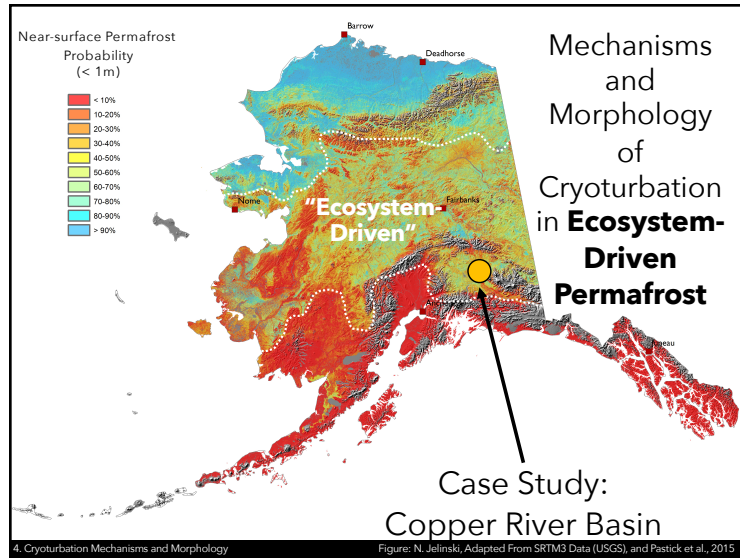 Near-surface Permafrost
Probability
(< 1m)
< 10%
10-20%
20-30%
30-40%
40-50%
50-60%
60-70%
70-80%
80-90%
> 90%
Barrow
Deadhorse
Nome
Fairbanks
"Ecosystem-
Driven"
Juneau
Mechanisms
and
Morphology
of
Cryoturbation
in Ecosystem-
Driven
Permafrost
Case Study:
Copper River Basin
4. Cryoturbation Mechanisms and Morphology
Figure: N. Jelinski, Adapted From SRTM3 Data (USGS), and Pastick et al., 2015